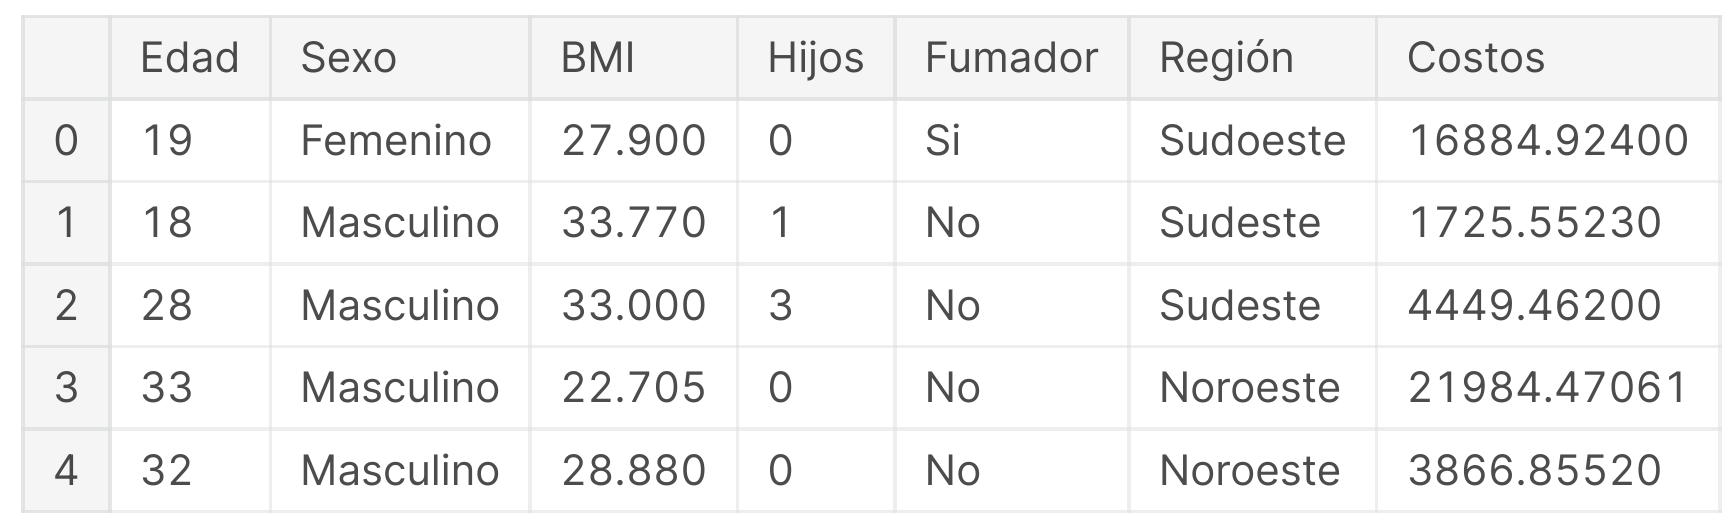 Edad Sexo BMI Hijos Fumador Región Costos
0 19 Femenino 27.900 0 Si Sudoeste 16884.92400
1 18 Masculino 33.770 1 No Sudeste 1725.55230
2 28 Masculino 33.000 3 No Sudeste 4449.46200
3 33 Masculino 22.705 0 No Noroeste 21984.47061
4 32 Masculino 28.880 0 No Noroeste 3866.85520